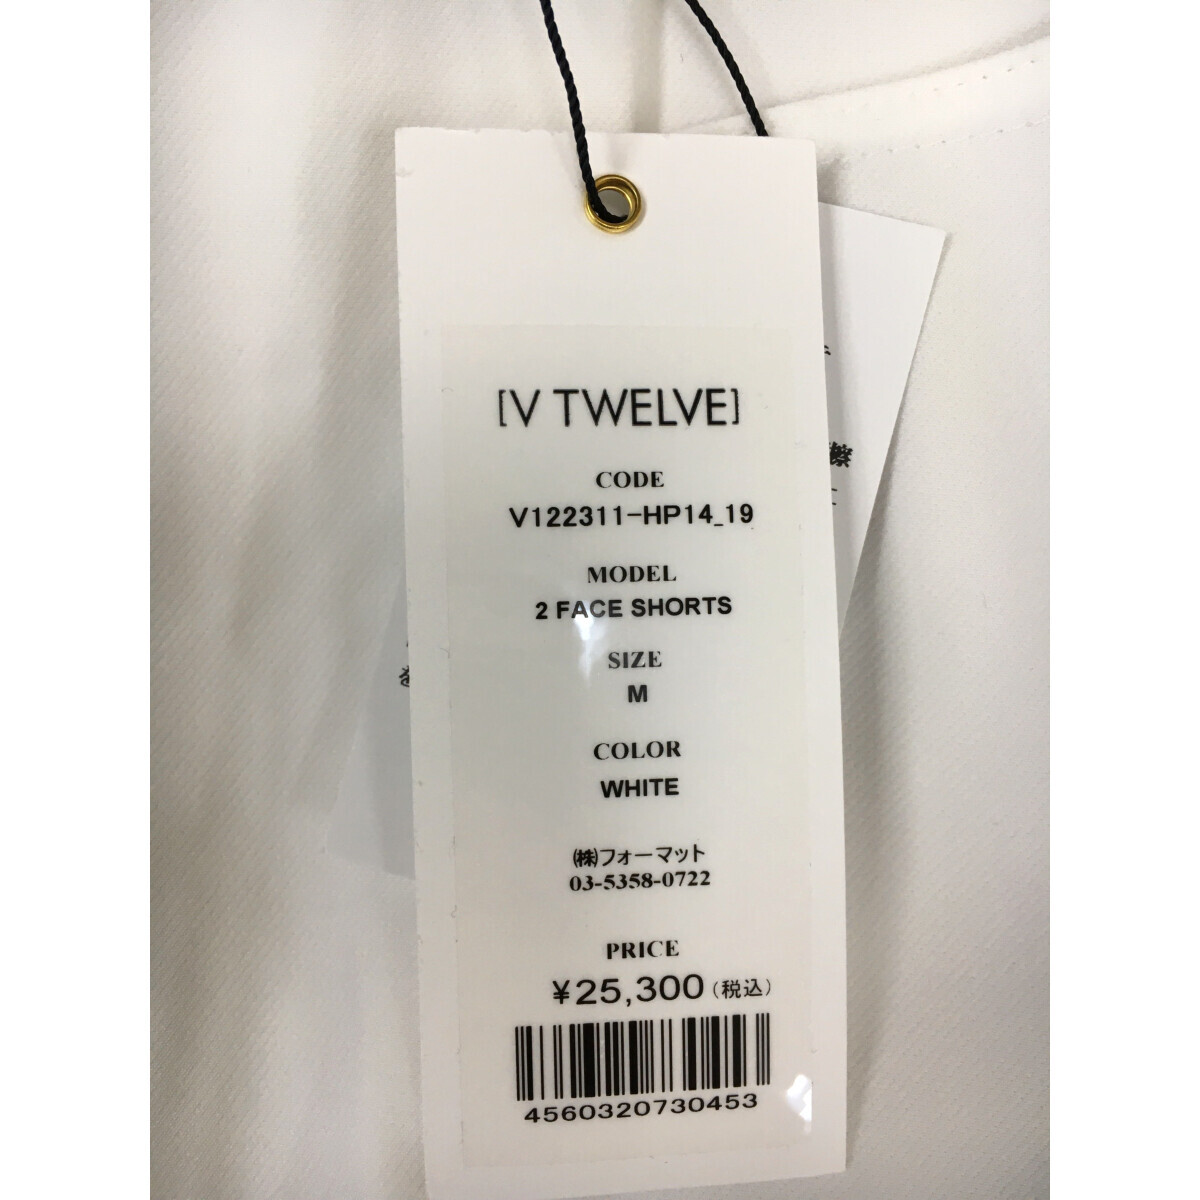 [V TWELVE]
CODE
V122311-HP14_19
MODEL
2 FACE SHORTS
SIZE
M
COLOR
WHITE
㈱フォーマット
03-5358-0722
PRICE
¥25,300(税込)
4560320730453
擦